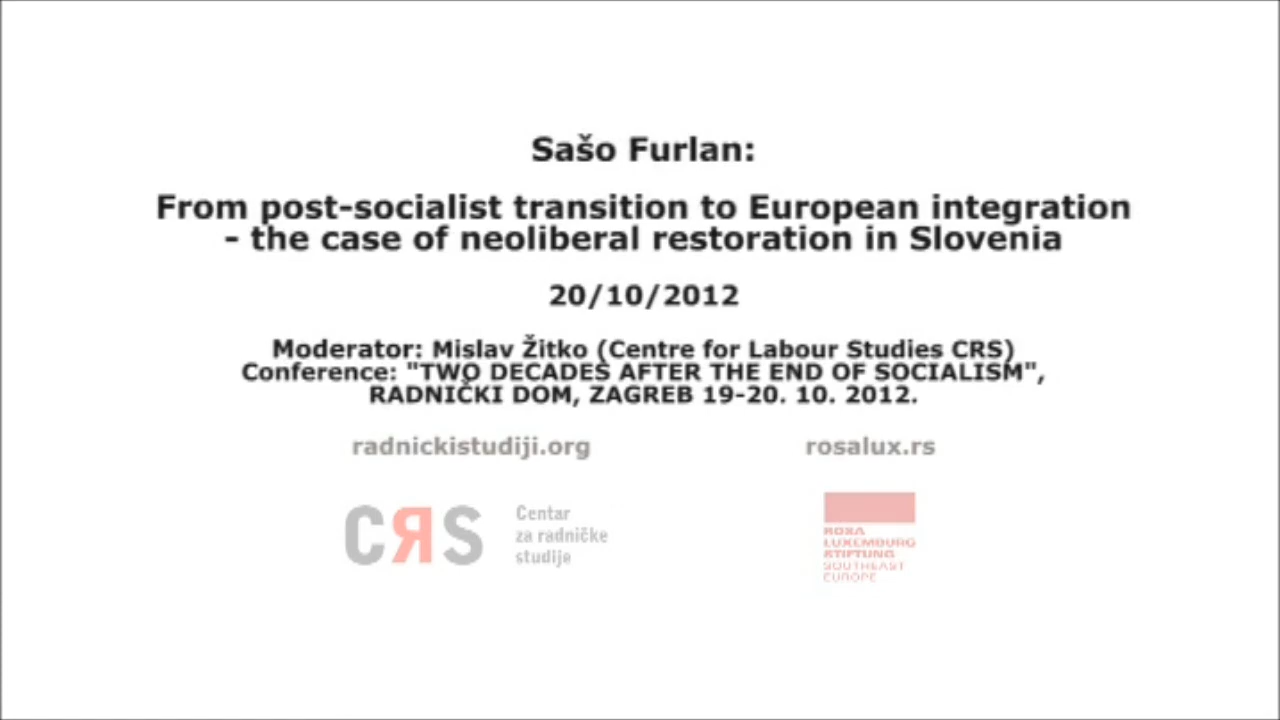 Sašo Furlan:
From post-socialist transition to European integration
- the case of neoliberal restoration in Slovenia
20/10/2012
Moderator: Mislav Žitko (Centre for Labour Studies CRS)
Conference: "TWO DECADES AFTER THE END OF SOCIALISM",
RADNIČKI DOM, ZAGREB 19-20. 10. 2012.
radnickistudiji.org
rosalux.rs
CЯS
Centar
za radničke
studije
ROSA
LUXEMBURG
STIFTUNG
SOUTHEAST
EUROPE